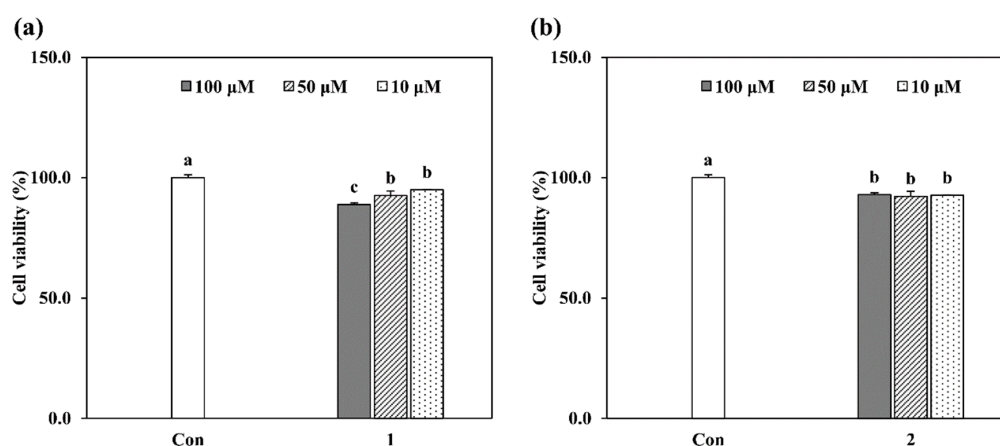 (a)
150.0
100 µM 50 µM 10 µM
100.0
50.0
0.0
Cell viability (%)
a
c
b
b
Con
1
(b)
150.0
100 µM 50 µM 10 µM
100.0
50.0
0.0
Cell viability (%)
a
b
b
b
Con
2